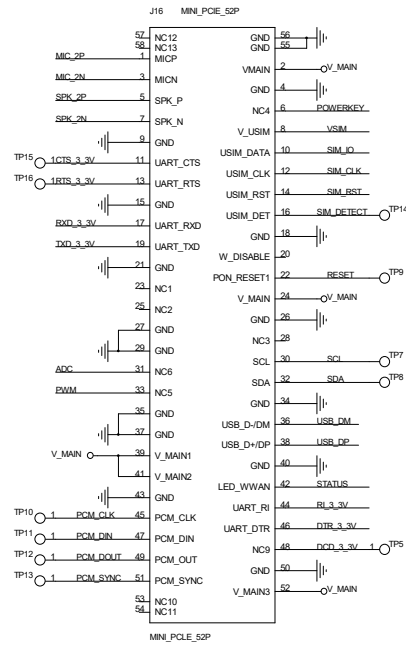 J16 MINI_PCIE_52P
57 NC12 GND 56
58 NC13 GND 55
MIC_2P 1 MICP VMAIN 2 V_MAIN
MIC_2N 3 MICN GND 4
SPK_2P 5 SPK_P NC4 6 POWERKEY
SPK_2N 7 SPK_N V_USIM 8 VSIM
9 GND USIM_DATA 10 SIM_IO
TP15 1 CTS_3_3V 11 UART_CTS USIM_CLK 12 SIM_CLK
TP16 1 RTS_3_3V 13 UART_RTS USIM_RST 14 SIM_RST
15 GND USIM_DET 16 SIM_DETECT TP14
RXD_3_3V 17 UART_RXD GND 18
TXD_3_3V 19 UART_TXD W_DISABLE 20
21 GND PON_RESET1 22 RESET TP9
23 NC1 V_MAIN 24 V_MAIN
25 NC2 GND 26
27 GND NC3 28
29 GND SCL 30 SCL TP7
ADC 31 NC6 SDA 32 SDA TP8
PWM 33 NC5 GND 34
35 GND USB_D-/DM 36 USB_DM
37 GND USB_D+/DP 38 USB_DP
V_MAIN 39 V_MAIN1 GND 40
41 V_MAIN2 LED_WWAN 42 STATUS
43 GND UART_RI 44 RI_3_3V
TP10 1 PCM_CLK 45 PCM_CLK UART_DTR 46 DTR_3_3V
TP11 1 PCM_DIN 47 PCM_DIN NC9 48 DCD_3_3V 1 TP5
TP12 1 PCM_DOUT 49 PCM_OUT GND 50
TP13 1 PCM_SYNC 51 PCM_SYNC V_MAIN3 52 V_MAIN
53 NC10
54 NC11
MINI_PCLE_52P